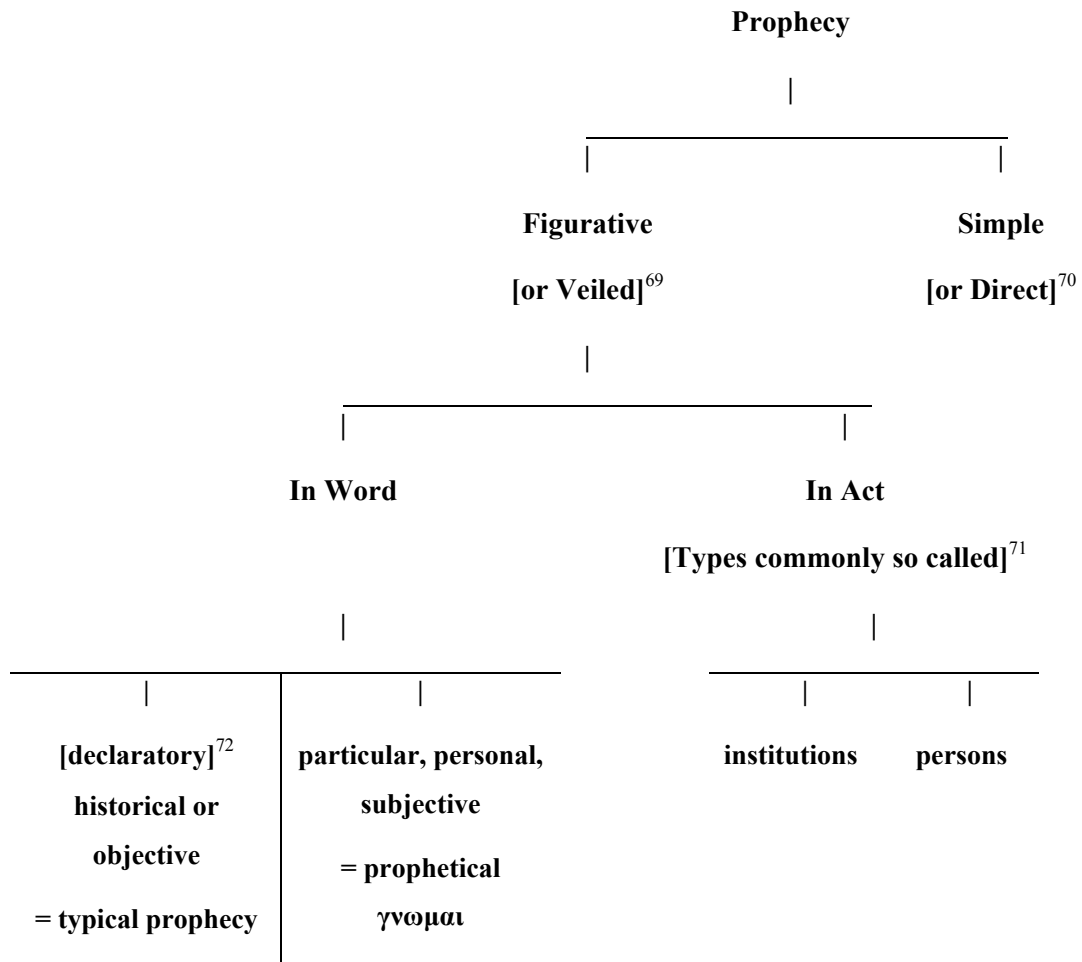 Prophecy
Figurative
[or Veiled]69
Simple
[or Direct]70
In Word
In Act
[Types commonly so called]71
[declaratory]72
historical or
objective
= typical prophecy
particular, personal,
subjective
= prophetical
γνωμαι
institutions
persons